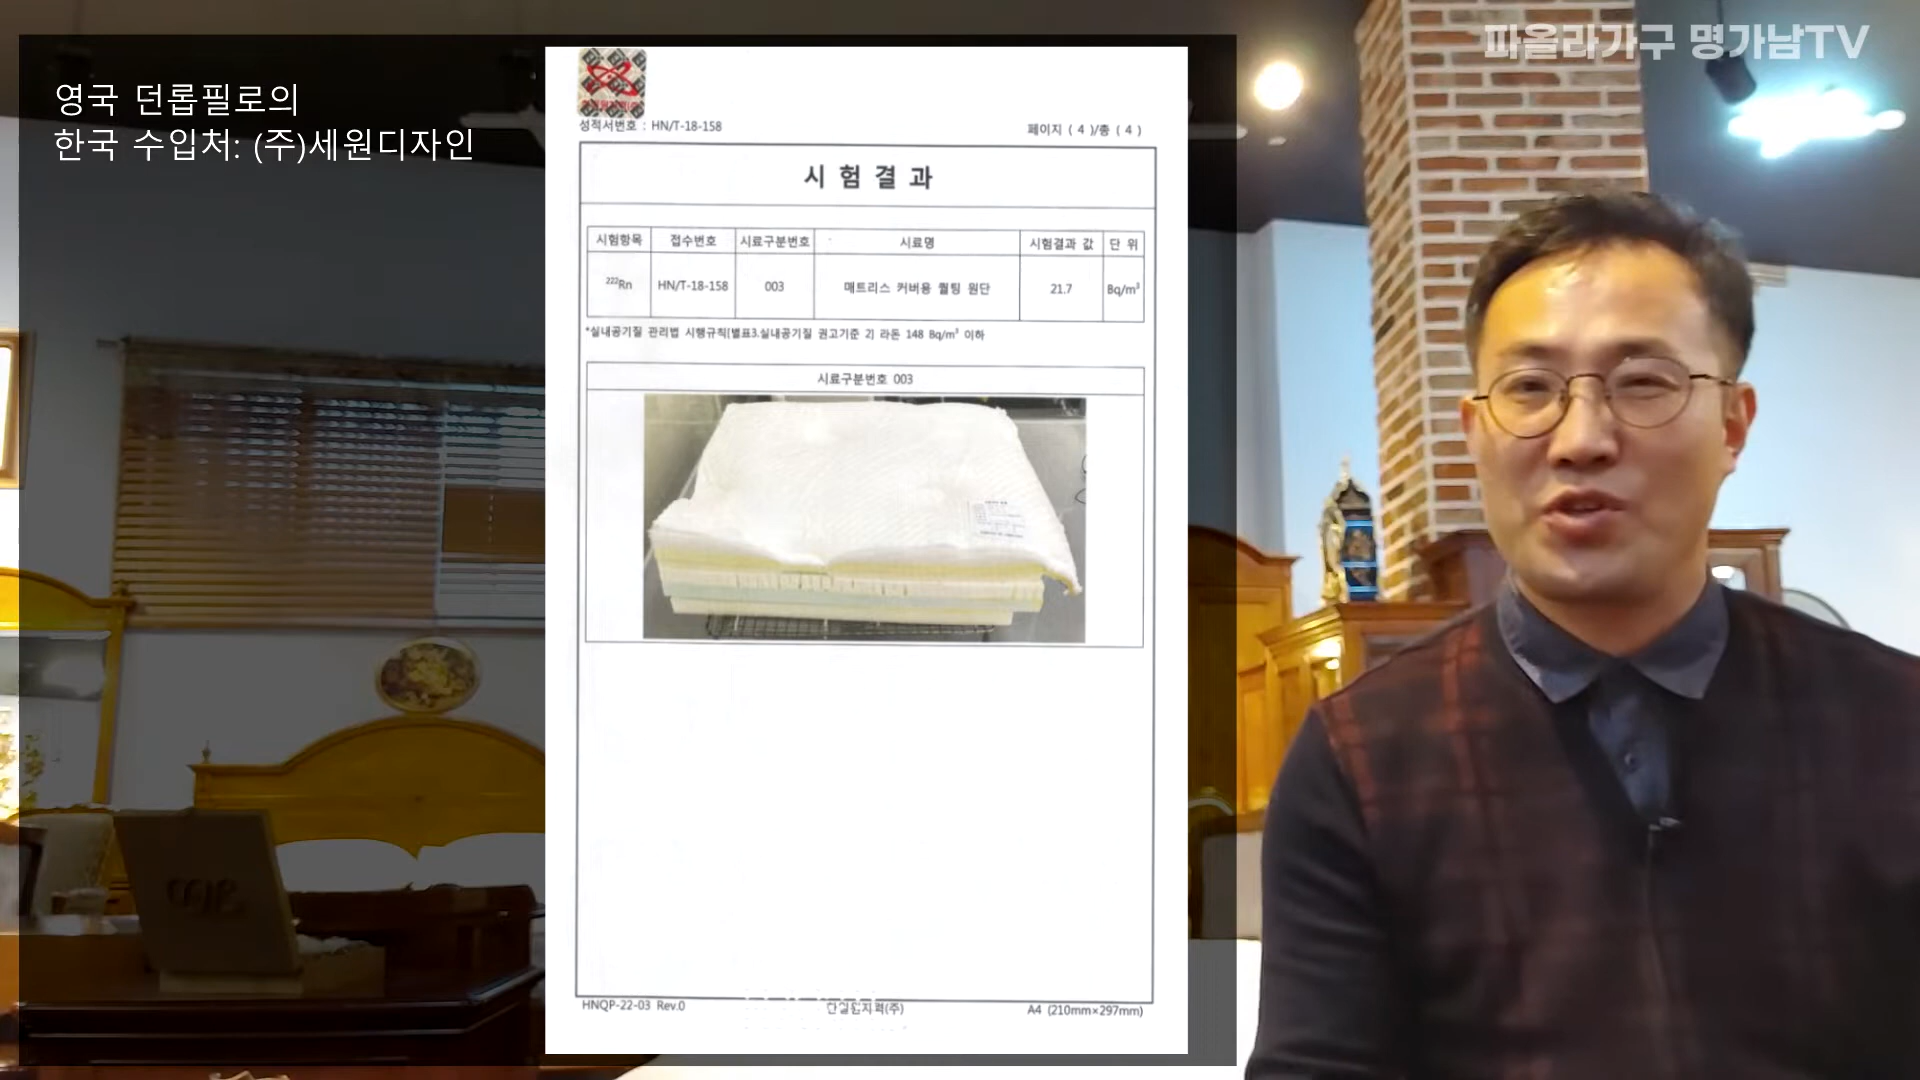 파올라가구 명가남TV
영국 던롭필로의
한국 수입처: (주)세원디자인
성적서번호 : HN/T-18-158
페이지 ( 4 )/총 ( 4 )
시 험 결 과
시험항목 접수번호 시료구분번호 시료명 시험결과 값 단 위
²²²Rn HN/T-18-158 003 매트리스 커버용 퀼팅 원단 21.7 Bq/m³
*실내공기질 관리법 시행규칙[별표3.실내공기질 권고기준 2] 라돈 148 Bq/m³ 이하
시료구분번호 003
HNQP-22-03 Rev.0
A4 (210mm×297mm)